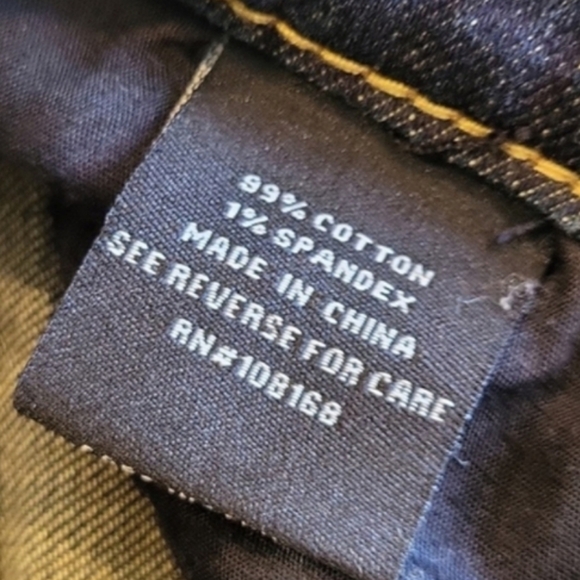 99% COTTON
1% SPANDEX
MADE IN CHINA
SEE REVERSE FOR CARE
RN#108168